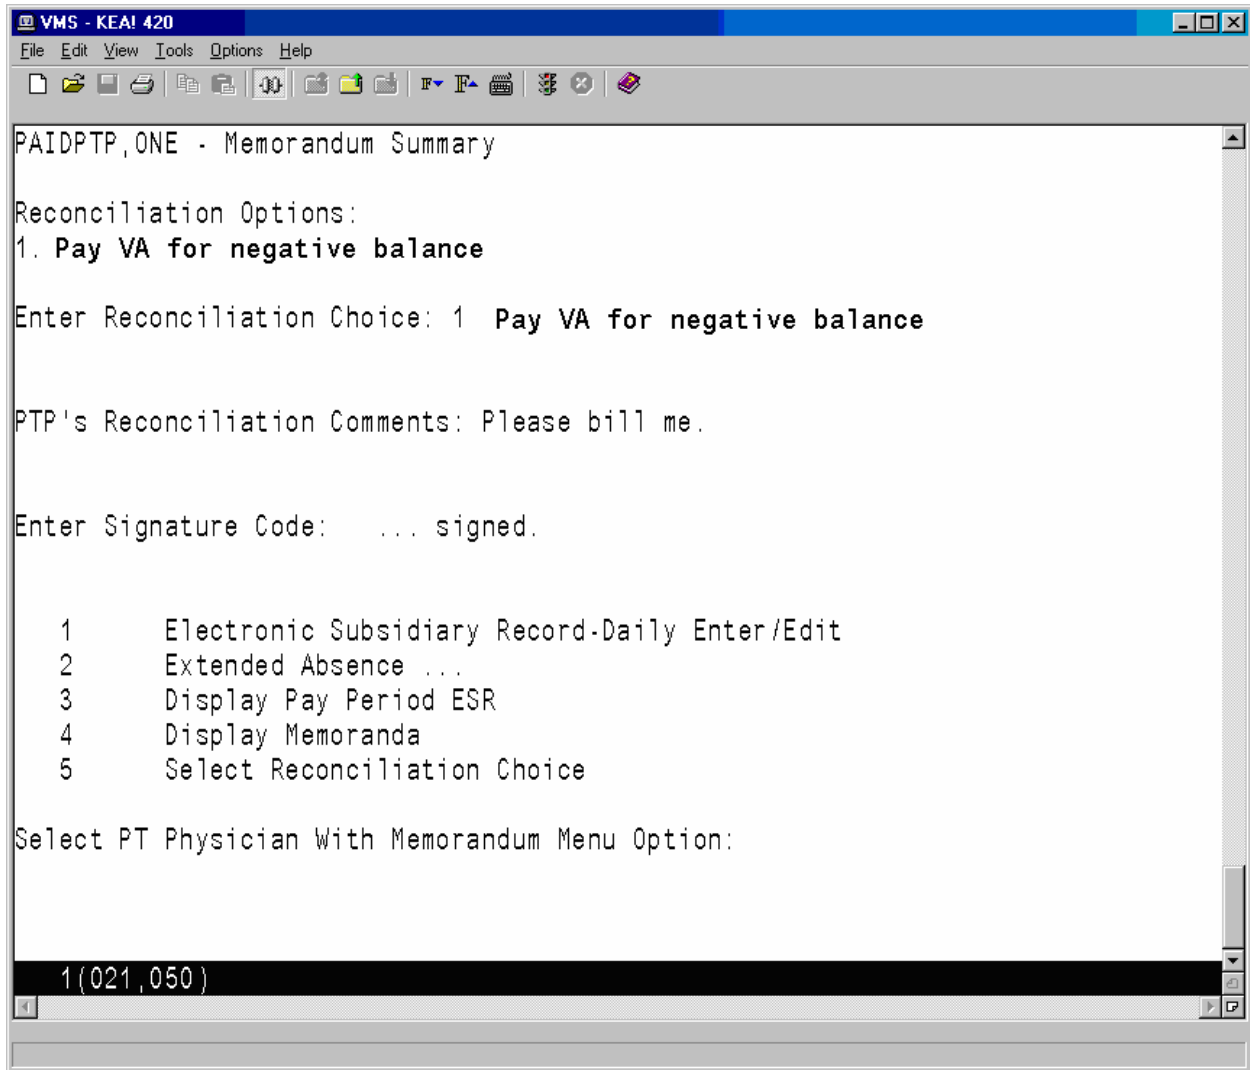 VMS - KEA! 420
File Edit View Tools Options Help
PAIDPTP,ONE - Memorandum Summary
Reconciliation Options:
1. Pay VA for negative balance
Enter Reconciliation Choice: 1 Pay VA for negative balance
PTP's Reconciliation Comments: Please bill me.
Enter Signature Code: ... signed.
1 Electronic Subsidiary Record-Daily Enter/Edit
2 Extended Absence ...
3 Display Pay Period ESR
4 Display Memoranda
5 Select Reconciliation Choice
Select PT Physician With Memorandum Menu Option:
1(021,050)